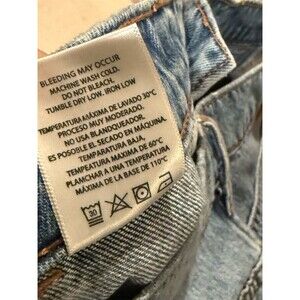 BLEEDING MAY OCCUR
MACHINE WASH COLD.
DO NOT BLEACH.
TUMBLE DRY LOW. IRON LOW
TEMPERATURA MÁXIMA DE LAVADO 30°C
PROCESO MUY MODERADO.
NO USA BLANQUEADOR.
ES POSIBLE EL SECADO EN MÁQUINA.
TEMPARATURA BAJA,
TEMPERATURA MÁXIMA DE 60°C
PLANCHAR A UNA TEMPERATURA
MÁXIMA DE LA BASE DE 110°C
30